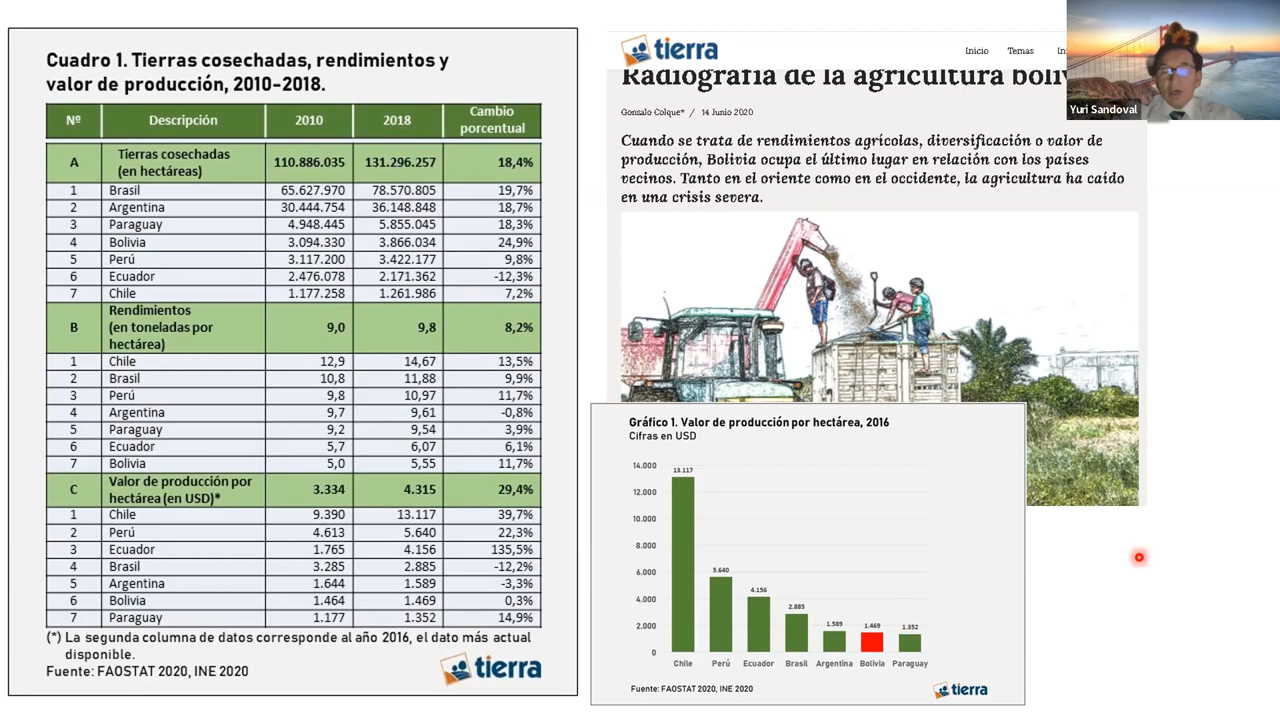 Cuadro 1. Tierras cosechadas, rendimientos y
valor de producción, 2010-2018.
Nº Descripción 2010 2018 Cambio porcentual
A Tierras cosechadas (en hectáreas) 110.886.035 131.296.257 18,4%
1 Brasil 65.627.970 78.570.805 19,7%
2 Argentina 30.444.754 36.148.848 18,7%
3 Paraguay 4.948.445 5.855.045 18,3%
4 Bolivia 3.094.330 3.866.034 24,9%
5 Perú 3.117.200 3.422.177 9,8%
6 Ecuador 2.476.078 2.171.362 -12,3%
7 Chile 1.177.258 1.261.986 7,2%
B Rendimientos (en toneladas por hectárea) 9,0 9,8 8,2%
1 Chile 12,9 14,67 13,5%
2 Brasil 10,8 11,88 9,9%
3 Perú 9,8 10,97 11,7%
4 Argentina 9,7 9,61 -0,8%
5 Paraguay 9,2 9,54 3,9%
6 Ecuador 5,7 6,07 6,1%
7 Bolivia 5,0 5,55 11,7%
C Valor de producción por hectárea (en USD)* 3.334 4.315 29,4%
1 Chile 9.390 13.117 39,7%
2 Perú 4.613 5.640 22,3%
3 Ecuador 1.765 4.156 135,5%
4 Brasil 3.285 2.885 -12,2%
5 Argentina 1.644 1.589 -3,3%
6 Bolivia 1.464 1.469 0,3%
7 Paraguay 1.177 1.352 14,9%
(*) La segunda columna de datos corresponde al año 2016, el dato más actual
disponible.
Fuente: FAOSTAT 2020, INE 2020
tierra
tierra
Inicio Temas
Radiografía de la agricultura
Gonzalo Colque* / 14 Junio 2020
Cuando se trata de rendimientos agrícolas, diversificación o valor de
producción, Bolivia ocupa el último lugar en relación con los países
vecinos. Tanto en el oriente como en el occidente, la agricultura ha caído
en una crisis severa.
Yuri Sandoval
Gráfico 1. Valor de producción por hectárea, 2016
Cifras en USD
14.000
12.000
10.000
8.000
6.000
4.000
2.000
0
13.117 5.640 4.156 2.885 1.589 1.469 1.352
Chile Perú Ecuador Brasil Argentina Bolivia Paraguay
Fuente: FAOSTAT 2020, INE 2020
tierra